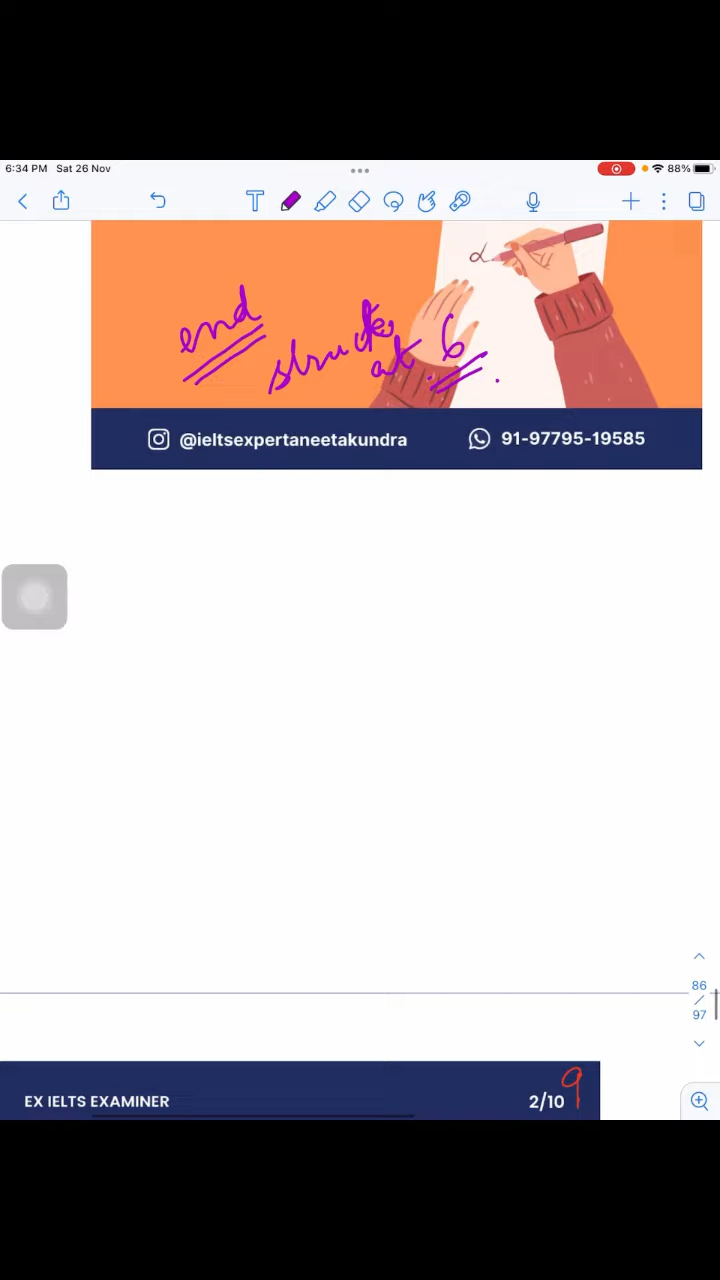 6:34 PM Sat 26 Nov
88%
T
α
end
struck
at 6
@ieltsexpertaneetakundra 91-97795-19585
86
/
97
9
EX IELTS EXAMINER 2/10